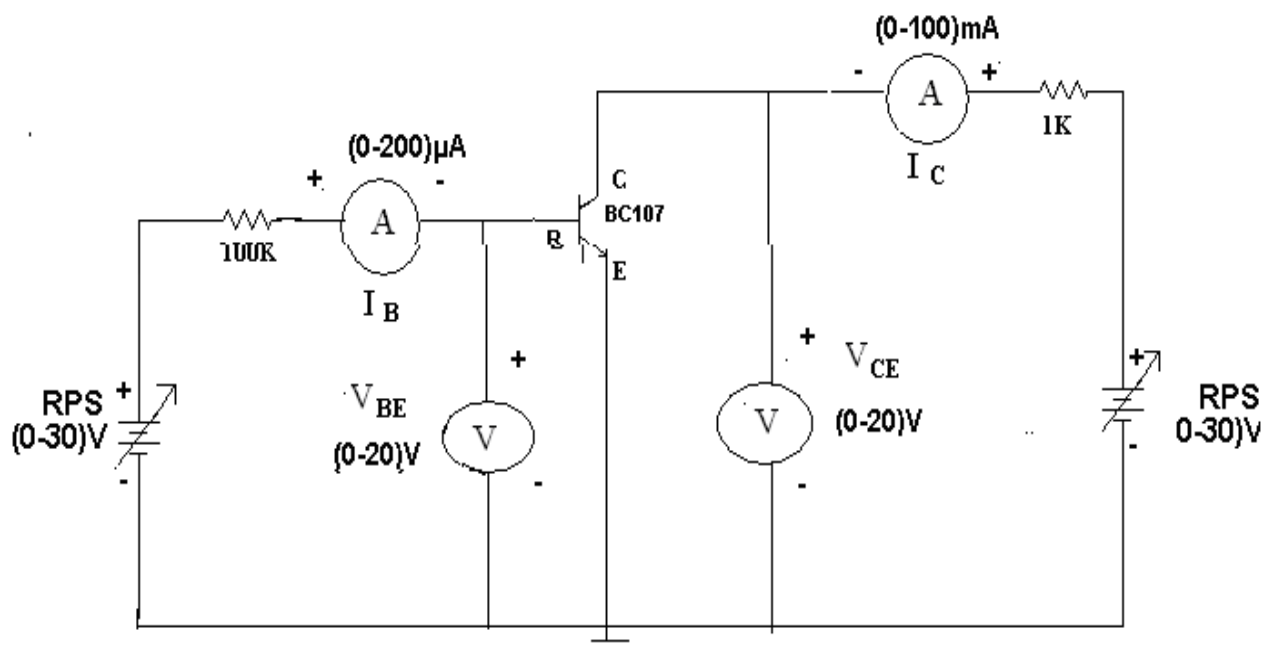 (0-100)mA
- A +
1K
I C
(0-200)µA
+ A -
100K
I B
C
BC107
B
E
+
RPS
(0-30)V
-
V BE
(0-20)V
+
V
-
+
V CE
(0-20)V
V
-
+
RPS
0-30)V
-